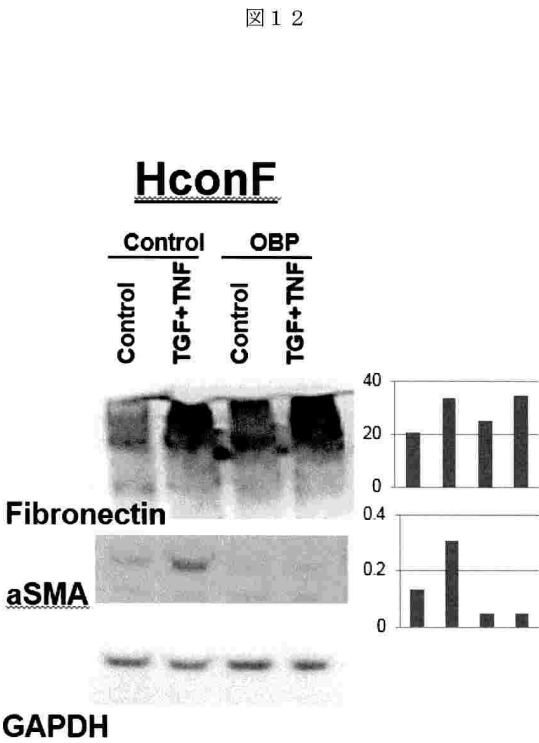 図12
HconF
Control OBP
Control TGF+TNF Control TGF+TNF
40
20
0
Fibronectin
0.4
0.2
0
aSMA
GAPDH